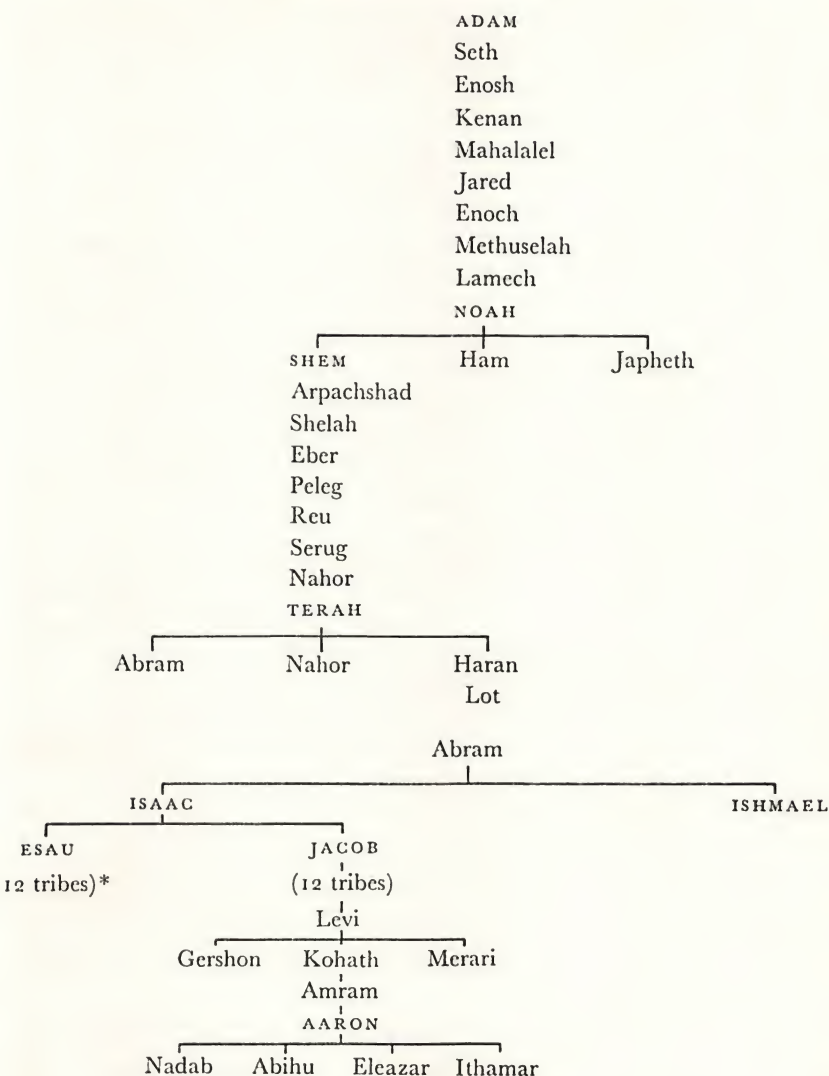 ADAM
Seth
Enosh
Kenan
Mahalalel
Jared
Enoch
Methuselah
Lamech
NOAH
SHEM Ham Japheth
Arpachshad
Shelah
Eber
Peleg
Reu
Serug
Nahor
TERAH
Abram Nahor Haran
Lot
Abram
ISAAC ISHMAEL
ESAU JACOB
12 tribes)* (12 tribes)
Levi
Gershon Kohath Merari
Amram
AARON
Nadab Abihu Eleazar Ithamar